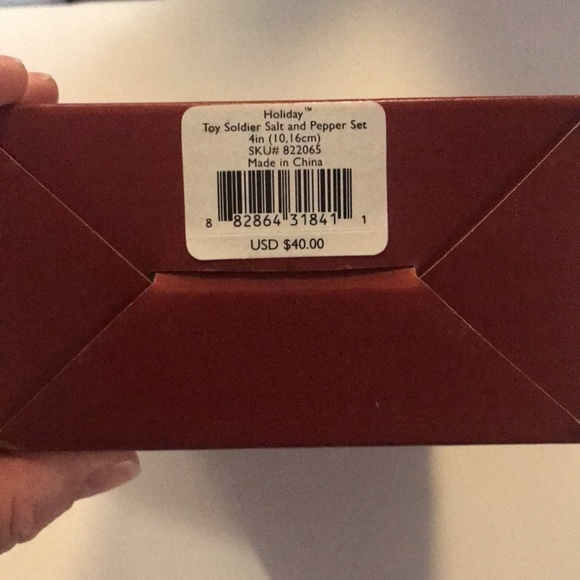 Holiday™
Toy Soldier Salt and Pepper Set
4in (10,16cm)
SKU# 822065
Made in China
8 82864 31841 1
USD $40.00